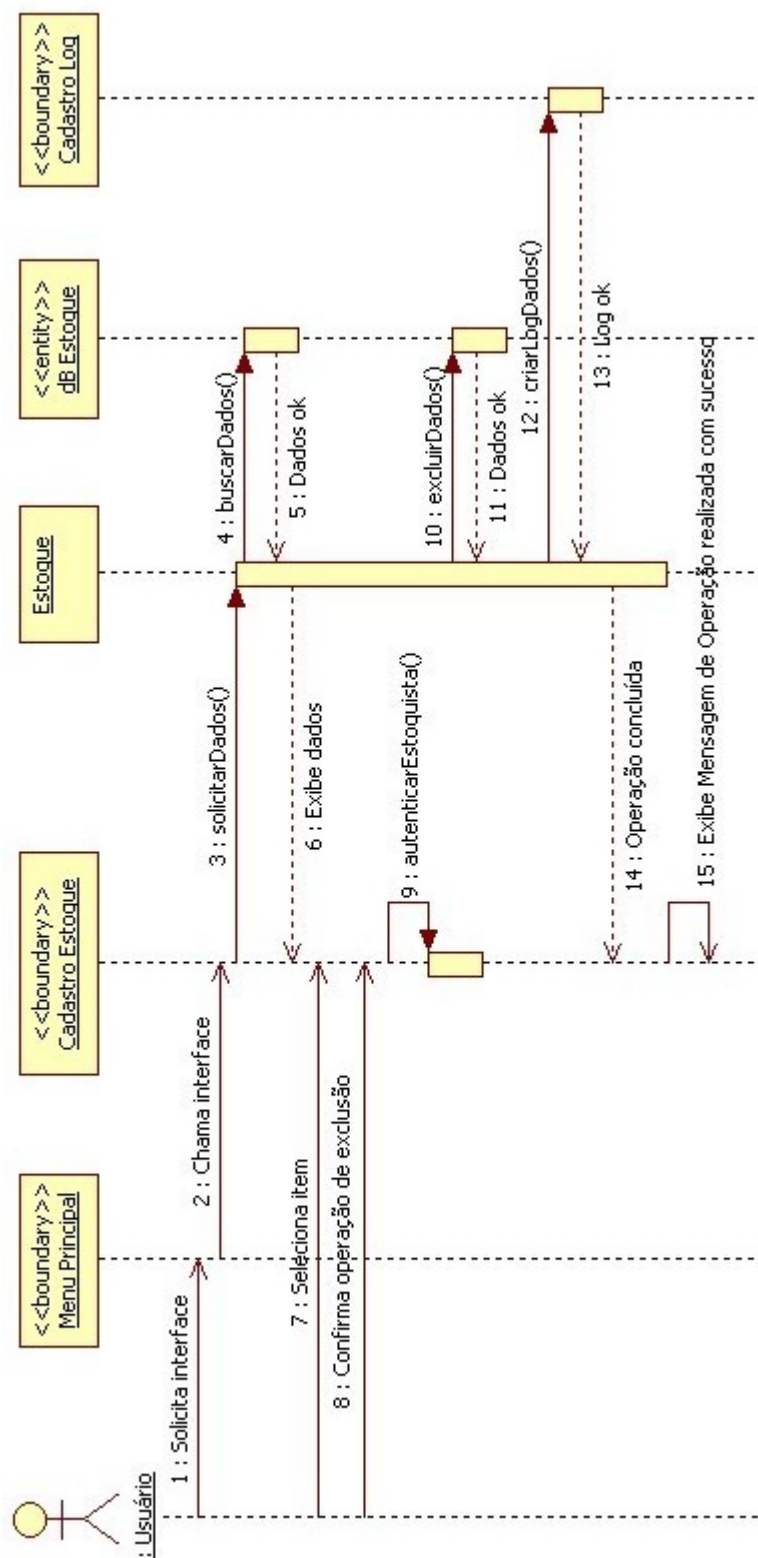 : Usuário
<<boundary>>
Menu Principal
<<boundary>>
Cadastro Estoque
Estoque
<<entity>>
dB Estoque
<<boundary>>
Cadastro Log
1 : Solicita interface
2 : Chama interface
3 : solicitarDados()
4 : buscarDados()
5 : Dados ok
6 : Exibe dados
7 : Seleciona item
8 : Confirma operação de exclusão
9 : autenticarEstoquista()
10 : excluirDados()
11 : Dados ok
12 : criarLogDados()
13 : Log ok
14 : Operação concluída
15 : Exibe Mensagem de Operação realizada com sucesso